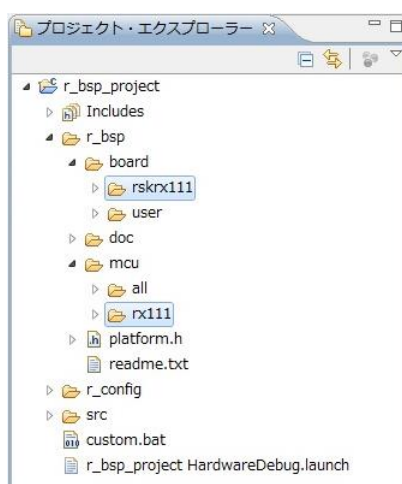 プロジェクト・エクスプローラー
r_bsp_project
Includes
r_bsp
board
rskrx111
user
doc
mcu
all
rx111
platform.h
readme.txt
r_config
src
custom.bat
r_bsp_project HardwareDebug.launch